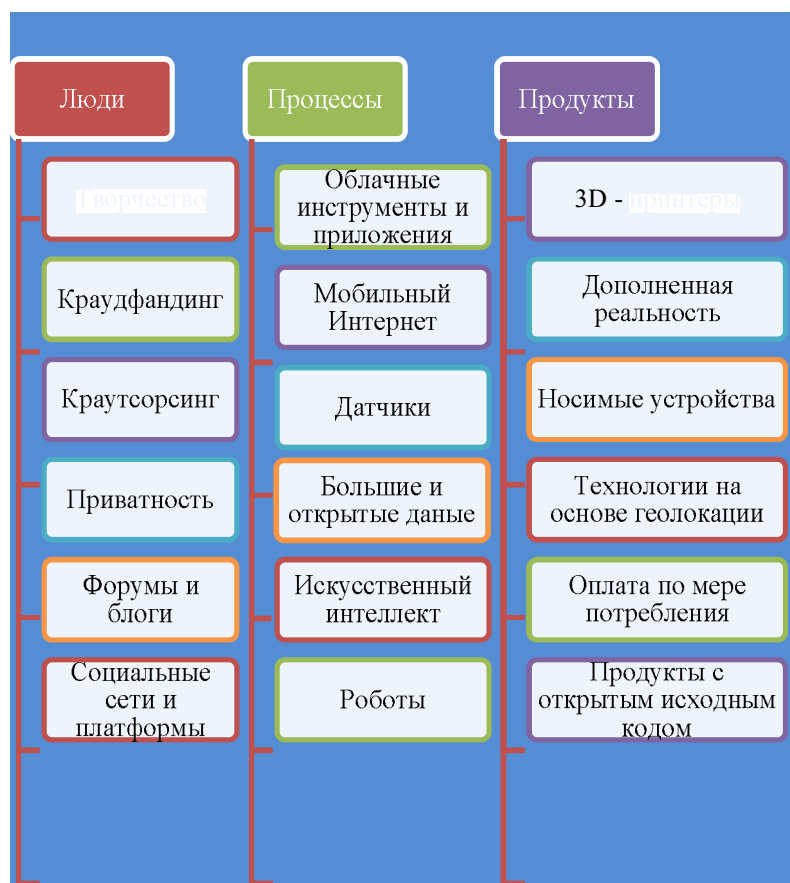 Люди
Творчество
Краудфандинг
Краутсорсинг
Приватность
Форумы и
блоги
Социальные
сети и
платформы
Процессы
Облачные
инструменты и
приложения
Мобильный
Интернет
Датчики
Большие и
открытые даные
Искусственный
интеллект
Роботы
Продукты
3D - принтеры
Дополненная
реальность
Носимые устройства
Технологии на
основе геолокации
Оплата по мере
потребления
Продукты с
открытым исходным
кодом